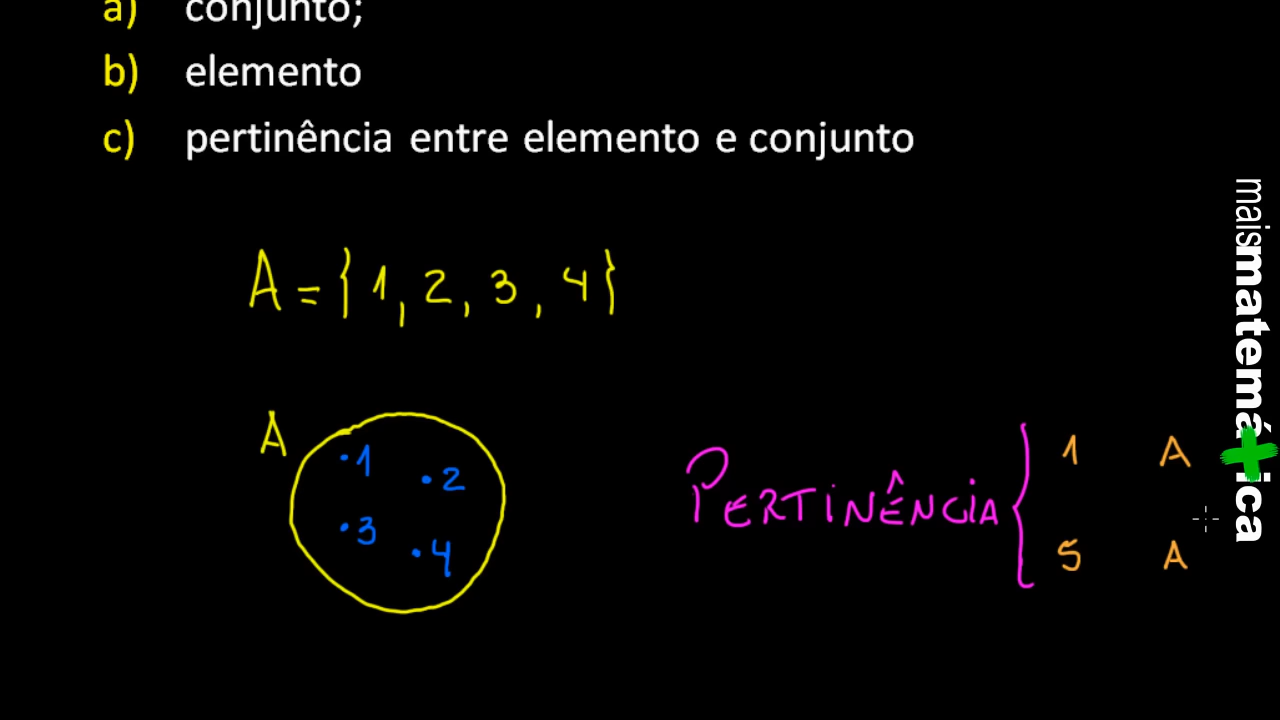 a) conjunto;
b) elemento
c) pertinência entre elemento e conjunto
A = { 1, 2, 3, 4 }
A
• 1
• 2
• 3
• 4
PERTINÊNCIA { 1 A
5 A
maismatemática